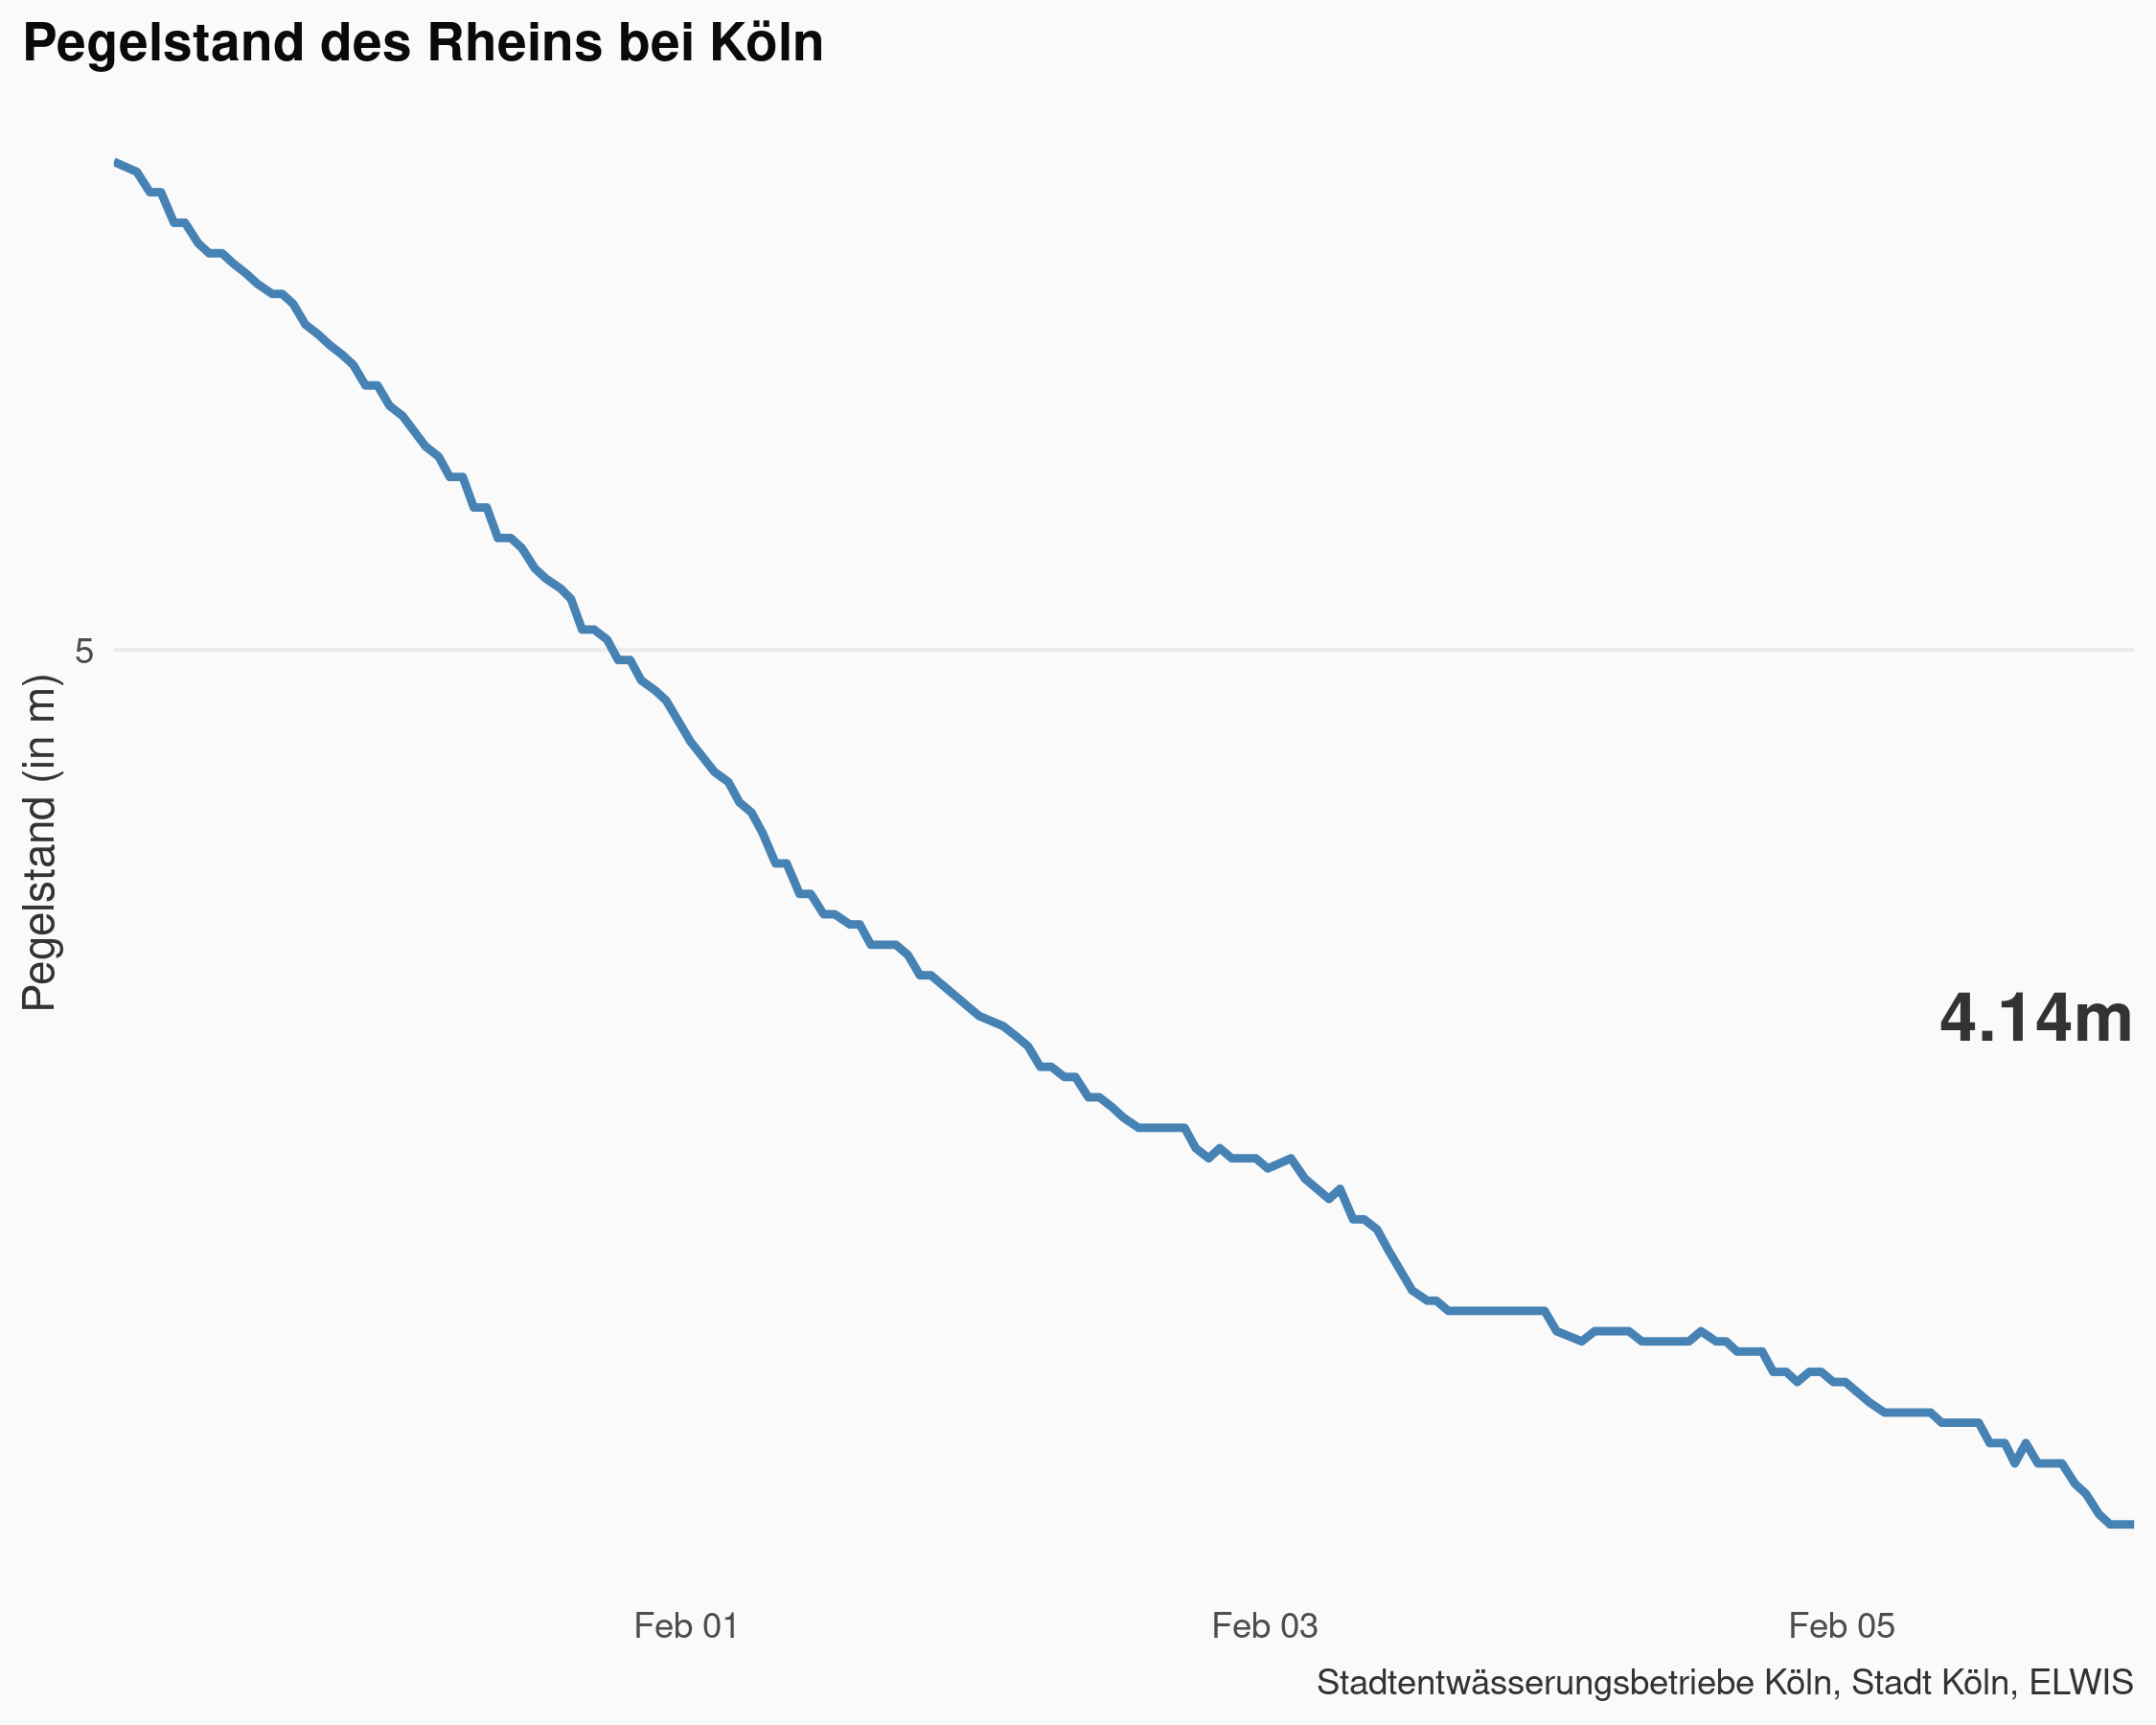 Pegelstand des Rheins bei Köln
5
Pegelstand (in m)
4.14m
Feb 01
Feb 03
Feb 05
Stadtentwässerungsbetriebe Köln, Stadt Köln, ELWIS